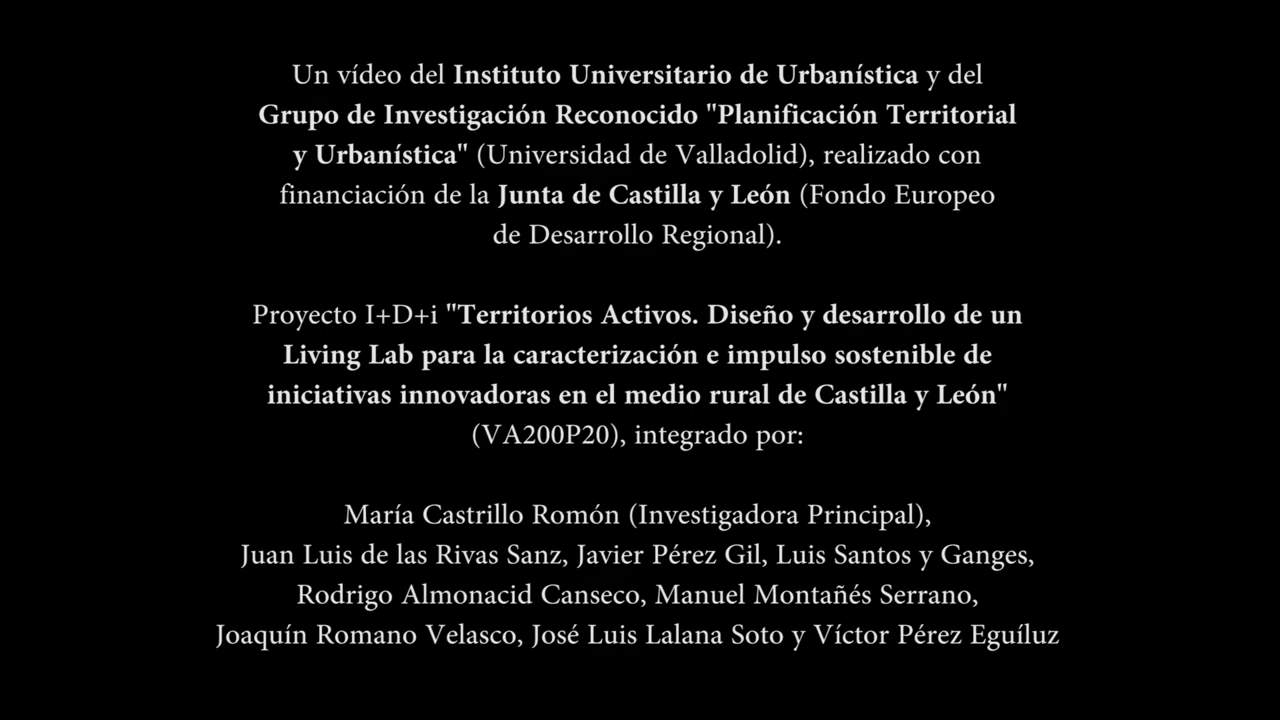 Un vídeo del Instituto Universitario de Urbanística y del
Grupo de Investigación Reconocido "Planificación Territorial
y Urbanística" (Universidad de Valladolid), realizado con
financiación de la Junta de Castilla y León (Fondo Europeo
de Desarrollo Regional).
Proyecto I+D+i "Territorios Activos. Diseño y desarrollo de un
Living Lab para la caracterización e impulso sostenible de
iniciativas innovadoras en el medio rural de Castilla y León"
(VA200P20), integrado por:
María Castrillo Romón (Investigadora Principal),
Juan Luis de las Rivas Sanz, Javier Pérez Gil, Luis Santos y Ganges,
Rodrigo Almonacid Canseco, Manuel Montañés Serrano,
Joaquín Romano Velasco, José Luis Lalana Soto y Víctor Pérez Eguíluz